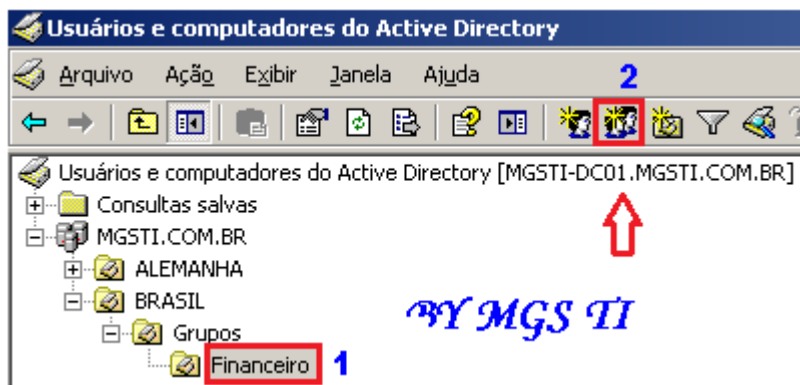 Usuários e computadores do Active Directory
Arquivo Ação Exibir Janela Ajuda
2
Usuários e computadores do Active Directory [MGSTI-DC01.MGSTI.COM.BR]
Consultas salvas
MGSTI.COM.BR
ALEMANHA
BRASIL
BY MGS TI
Grupos
Financeiro 1